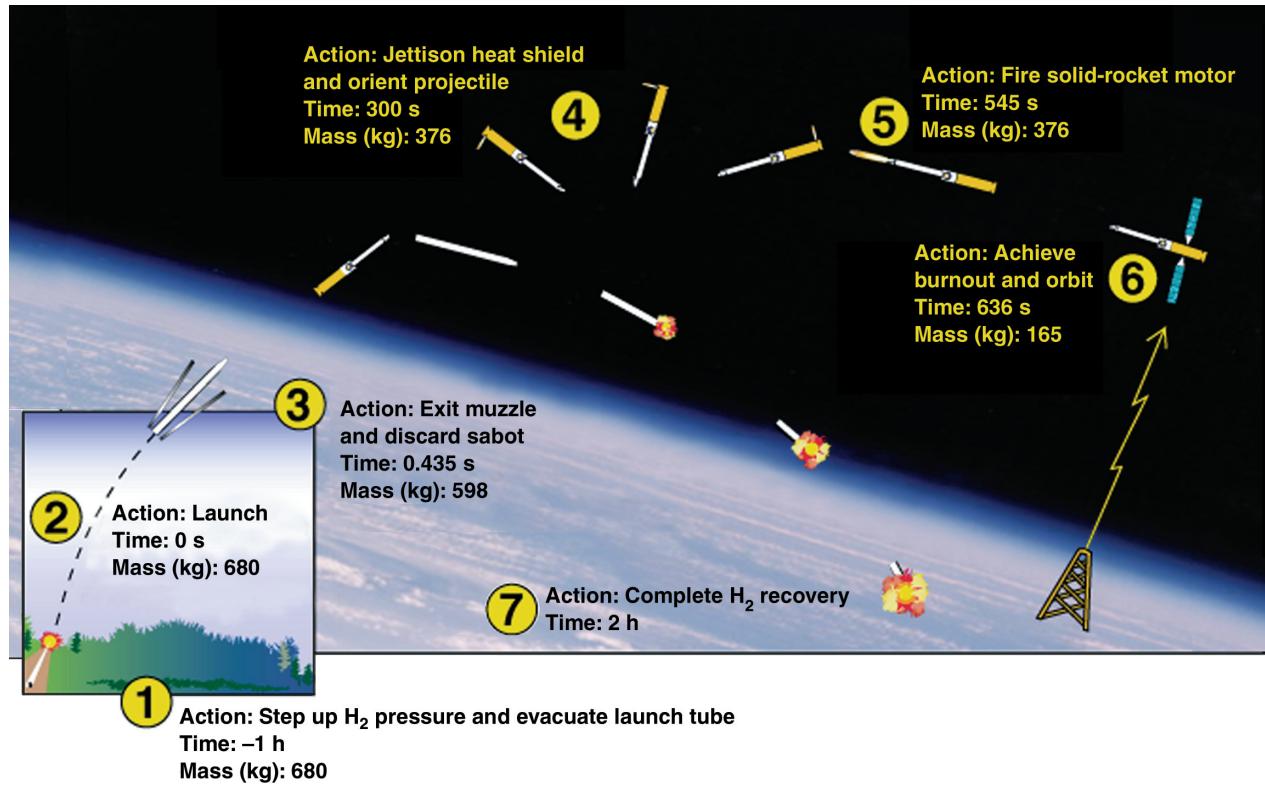 1
Action: Step up H₂ pressure and evacuate launch tube
Time: –1 h
Mass (kg): 680
2
Action: Launch
Time: 0 s
Mass (kg): 680
3
Action: Exit muzzle
and discard sabot
Time: 0.435 s
Mass (kg): 598
4
Action: Jettison heat shield
and orient projectile
Time: 300 s
Mass (kg): 376
5
Action: Fire solid-rocket motor
Time: 545 s
Mass (kg): 376
6
Action: Achieve
burnout and orbit
Time: 636 s
Mass (kg): 165
7
Action: Complete H₂ recovery
Time: 2 h